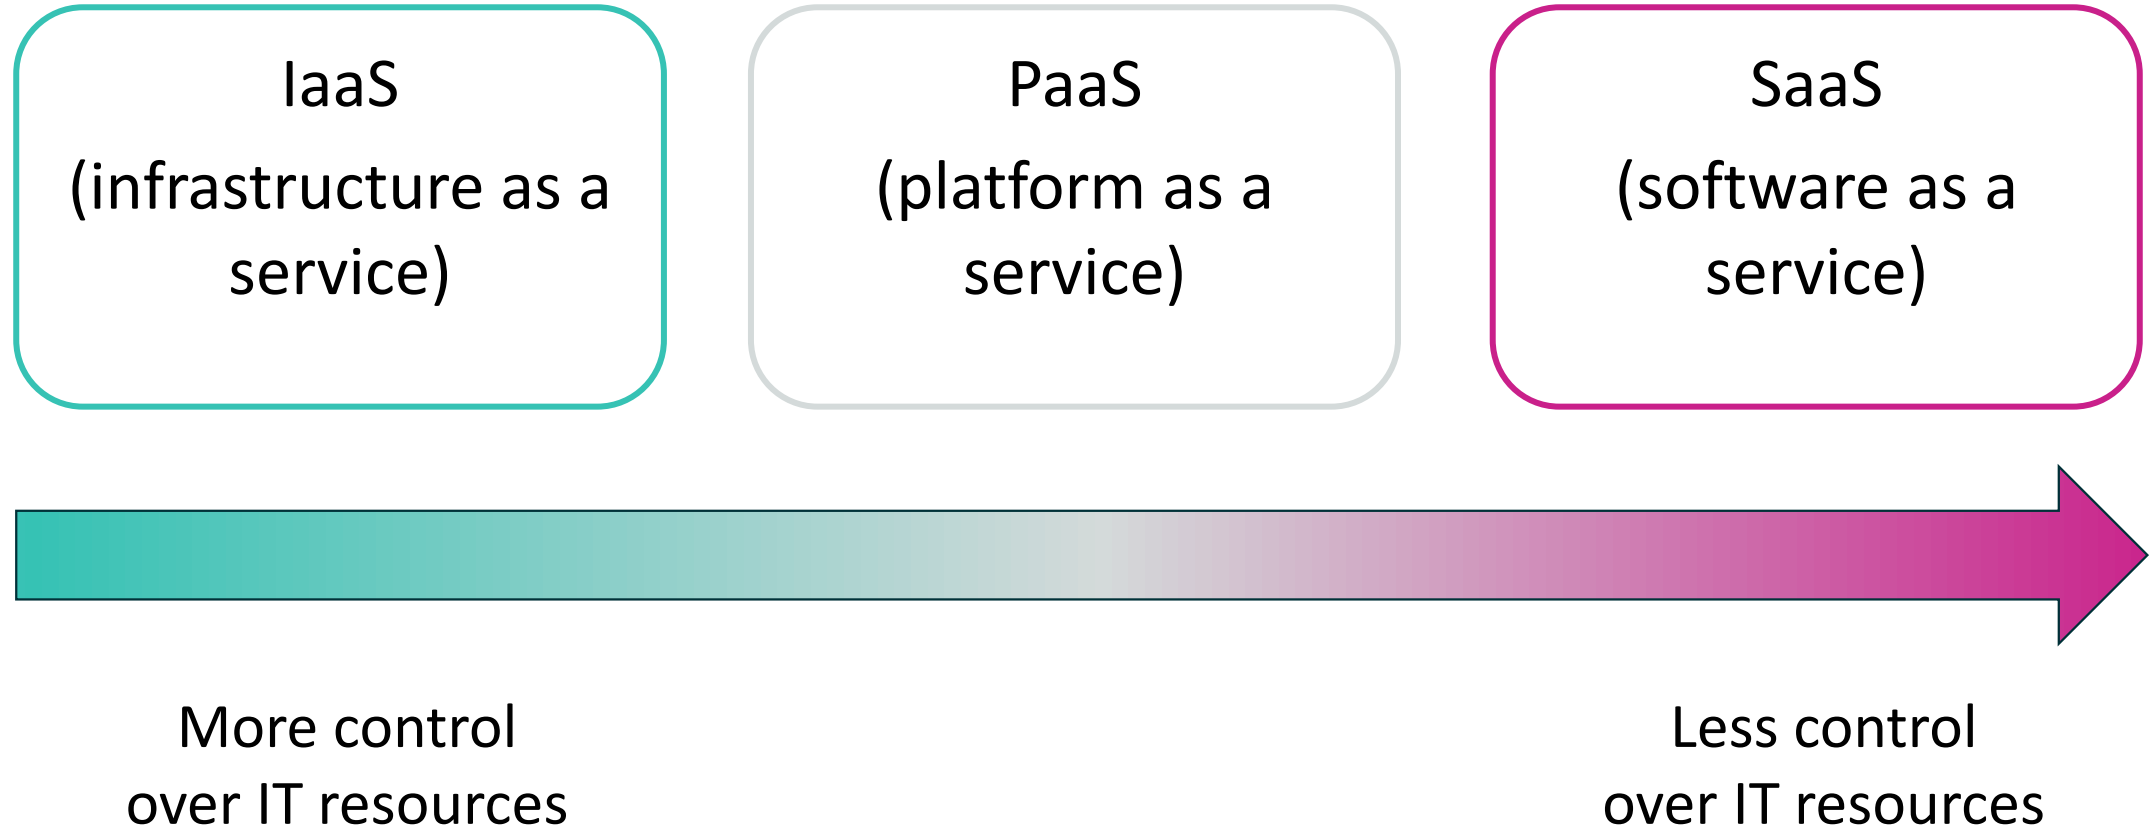 IaaS
(infrastructure as a
service)
PaaS
(platform as a
service)
SaaS
(software as a
service)
More control
over IT resources
Less control
over IT resources